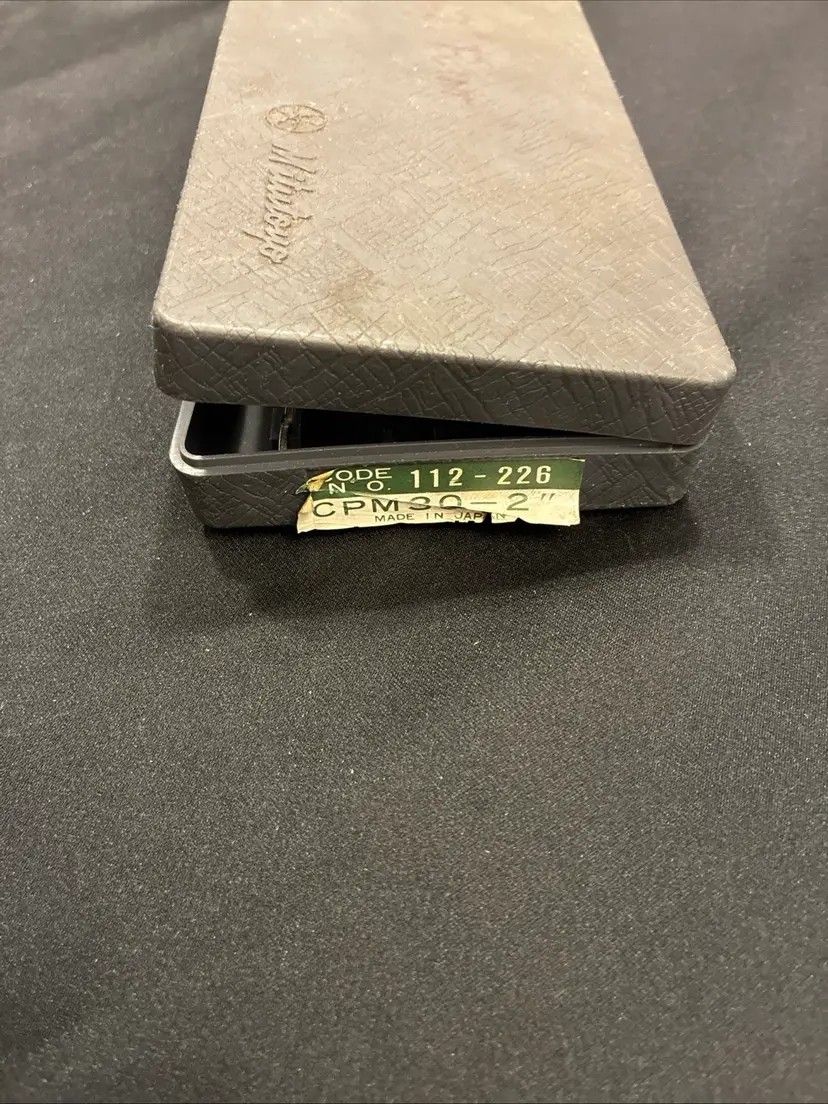 Mitutoyo
CODE
NO. 112-226
CPM30-2"
MADE IN JAPAN